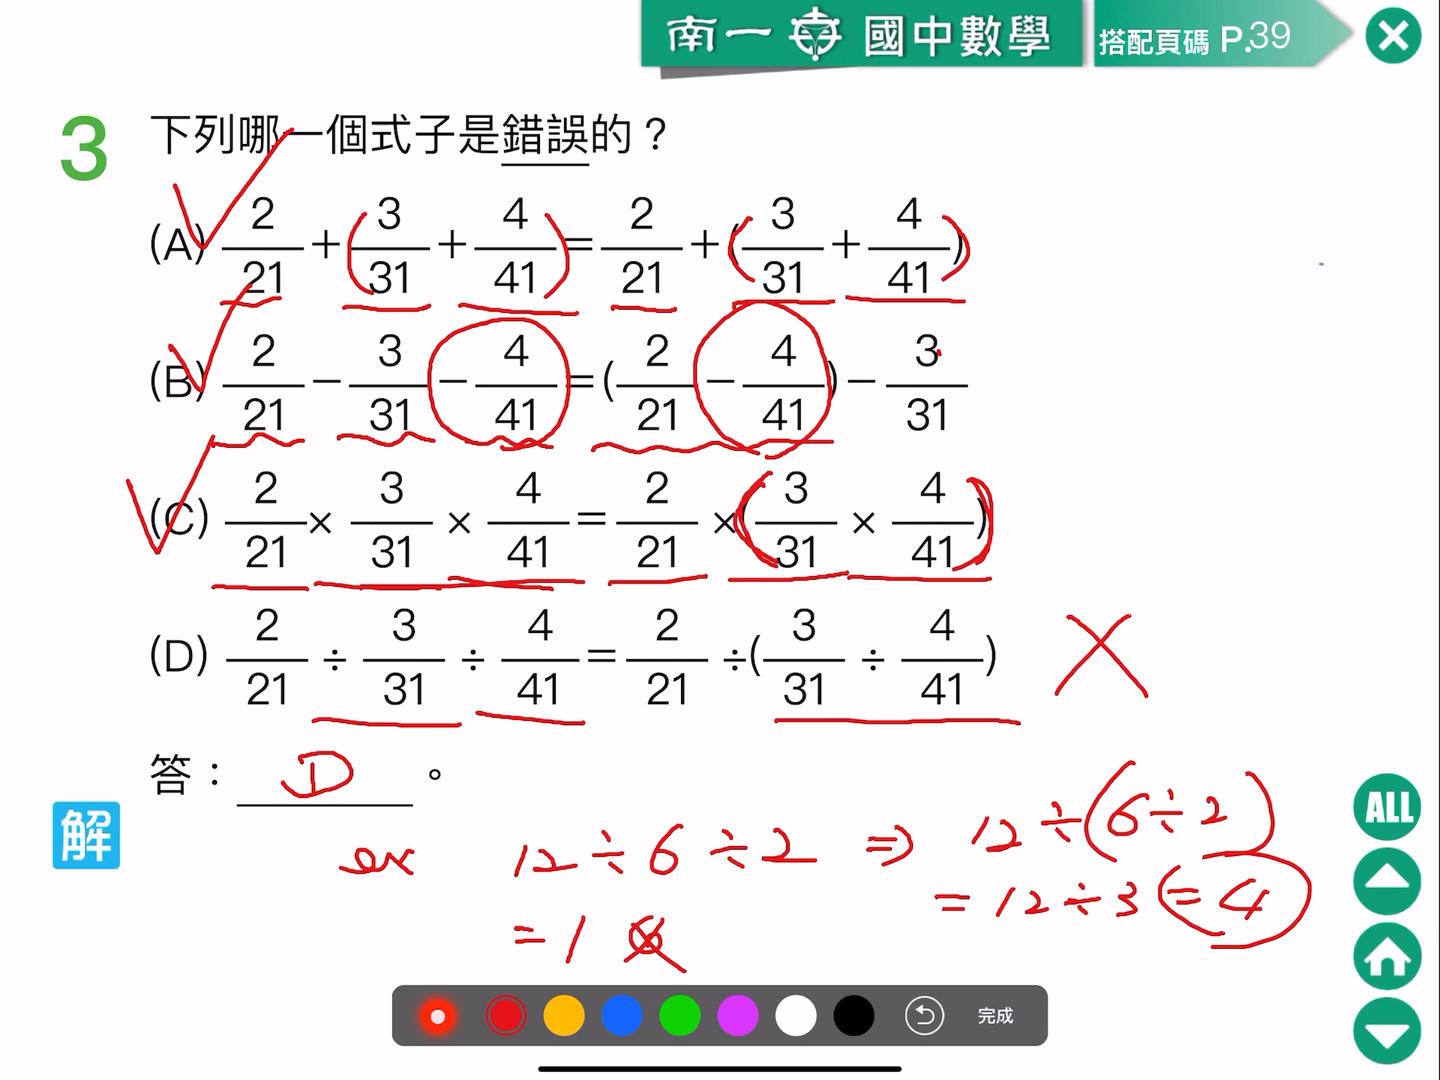 南一 國中數學 搭配頁碼 P.39
3 下列哪一個式子是錯誤的？
(A) 2/21 + 3/31 + 4/41 = 2/21 + (3/31 + 4/41)
(B) 2/21 − 3/31 − 4/41 = (2/21 − 4/41) − 3/31
(C) 2/21 × 3/31 × 4/41 = 2/21 × (3/31 × 4/41)
(D) 2/21 ÷ 3/31 ÷ 4/41 = 2/21 ÷ (3/31 ÷ 4/41)
答： D 。
解
ex 12÷6÷2 ⇒ 12÷(6÷2)
=1
=12÷3=4
ALL
完成